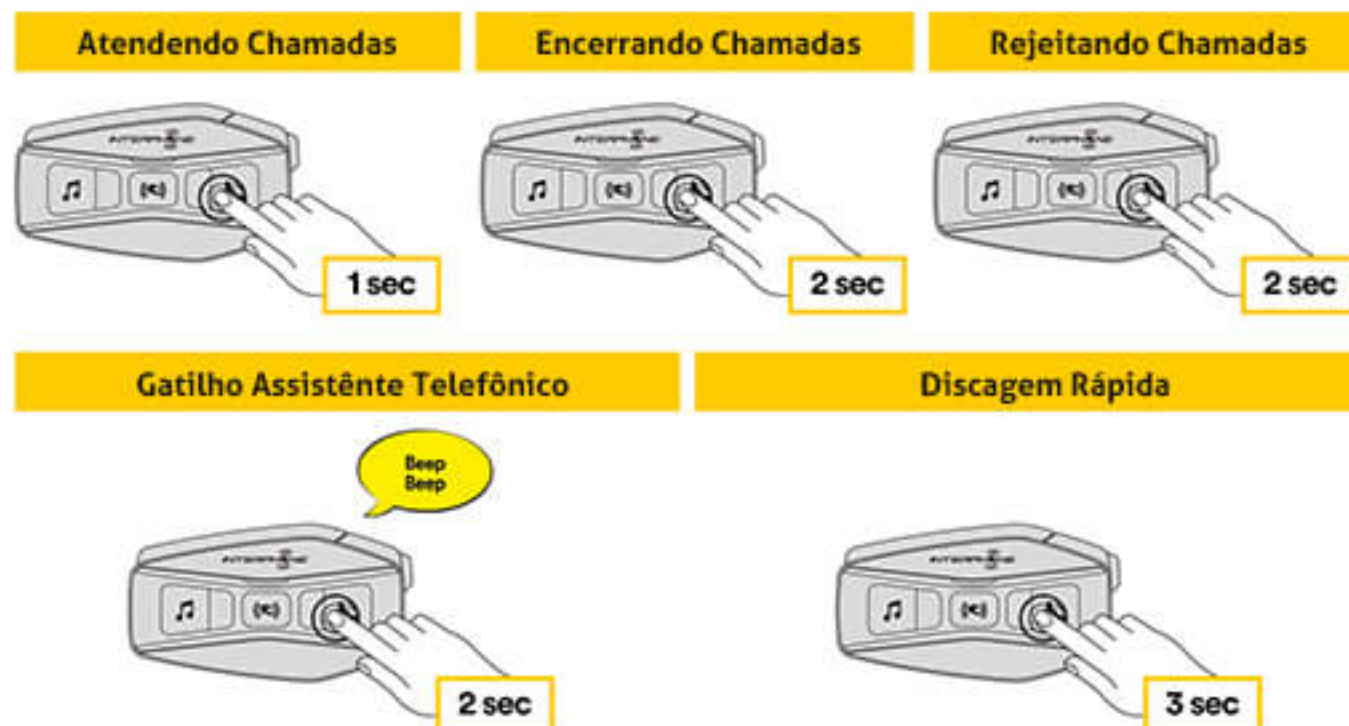 Atendendo Chamadas
Encerrando Chamadas
Rejeitando Chamadas
1 sec
2 sec
2 sec
Gatilho Assistênte Telefônico
Discagem Rápida
Beep
Beep
2 sec
3 sec